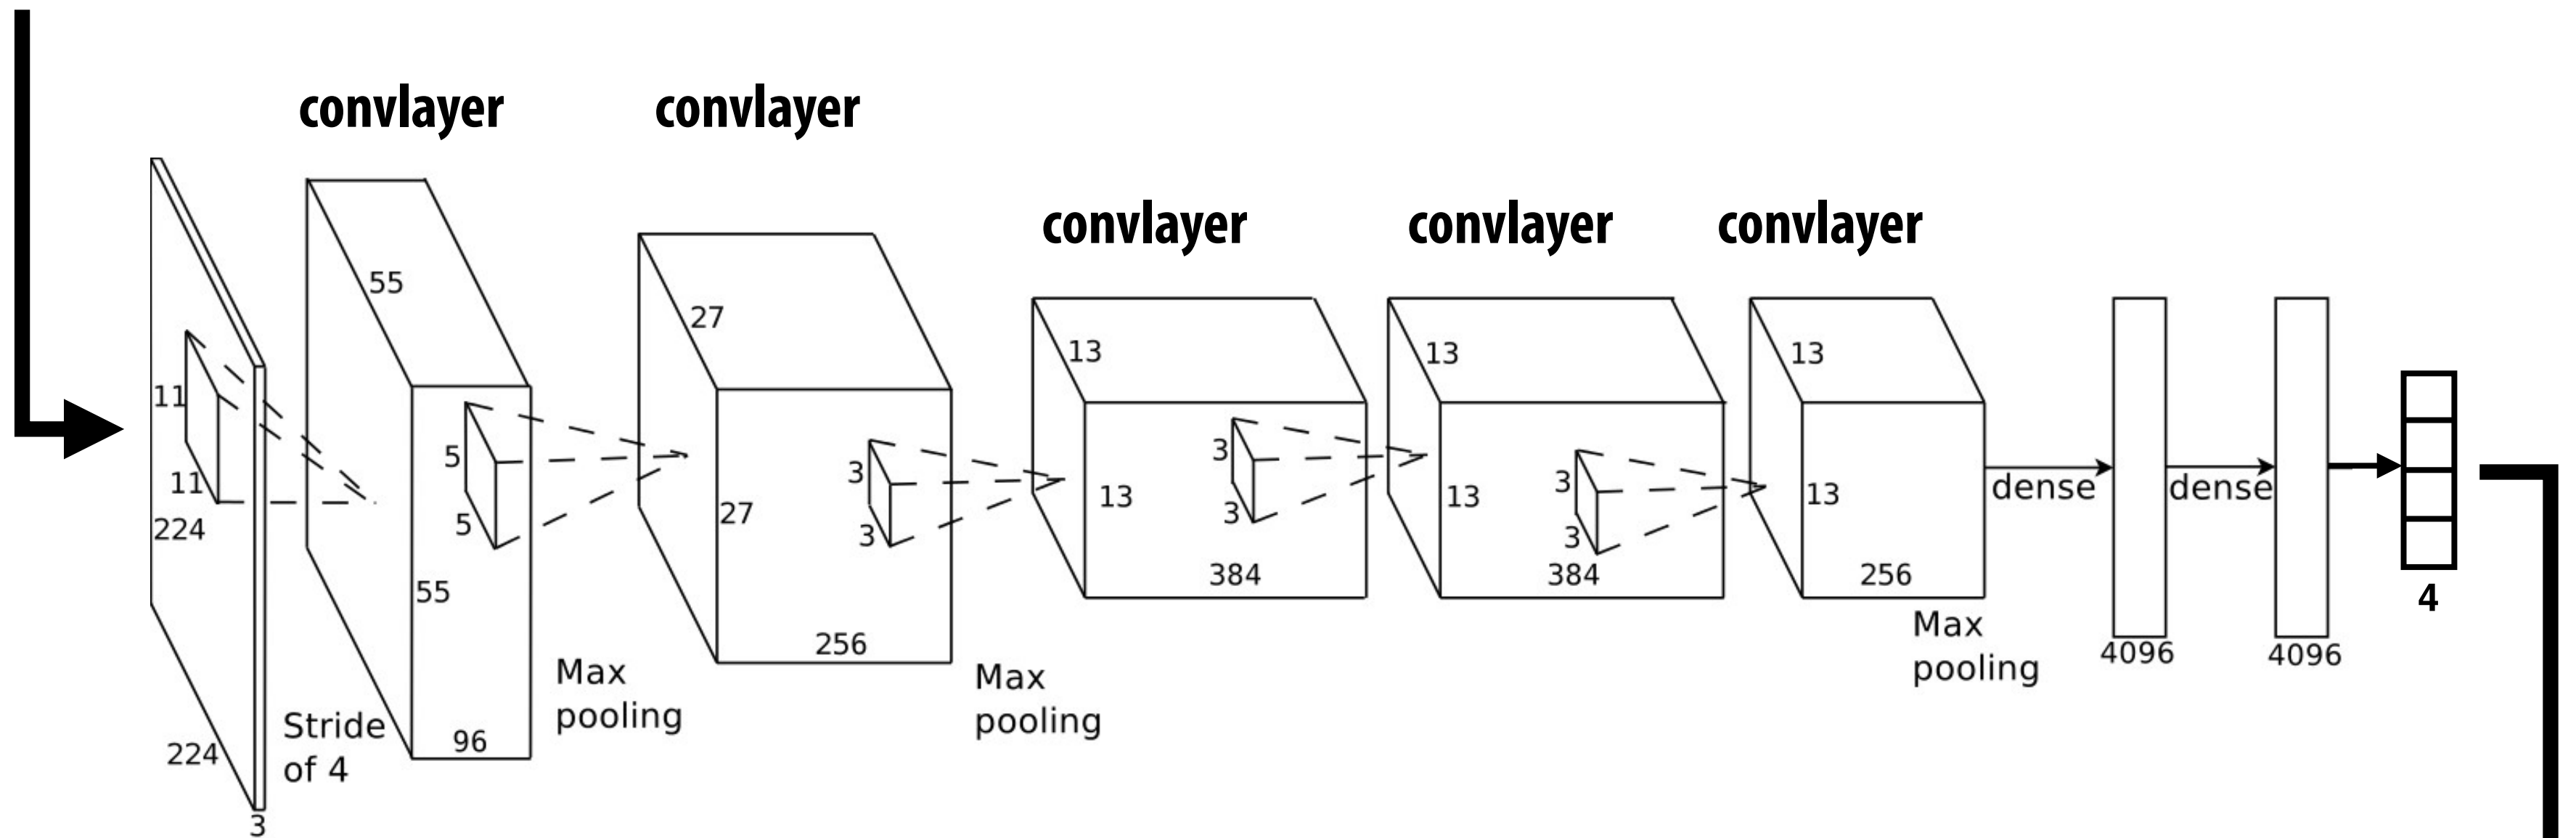 convlayer
convlayer
convlayer
convlayer
convlayer
11
11
224
224
3
Stride
of 4
55
55
96
5
5
Max
pooling
27
27
256
3
3
Max
pooling
13
13
384
3
3
13
13
384
3
3
13
13
256
Max
pooling
dense
4096
dense
4096
4